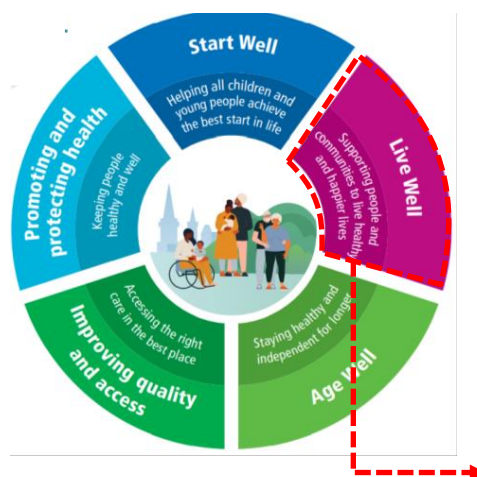 Start Well
Helping all children and
young people achieve
the best start in life
Live Well
Supporting people and
communities to live healthy
and happier lives
Age Well
Staying healthy and
independent for longer
Improving quality
and access
Accessing the right
care in the best place
Promoting and
protecting health
Keeping people
healthy and well